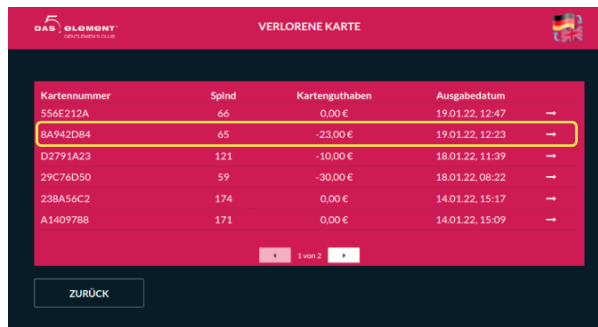 5
DAS ELEMENT
GENTLEMEN'S CLUB
VERLORENE KARTE
Kartennummer Spind Kartenguthaben Ausgabedatum
556E212A 66 0,00 € 19.01.22, 12:47 →
8A942D84 65 -23,00 € 19.01.22, 12:23 →
D2791A23 121 -10,00 € 18.01.22, 11:39 →
29C76D50 59 -30,00 € 18.01.22, 08:22 →
238A56C2 174 0,00 € 14.01.22, 15:17 →
A1409788 171 0,00 € 14.01.22, 15:09 →
1 von 2
ZURÜCK